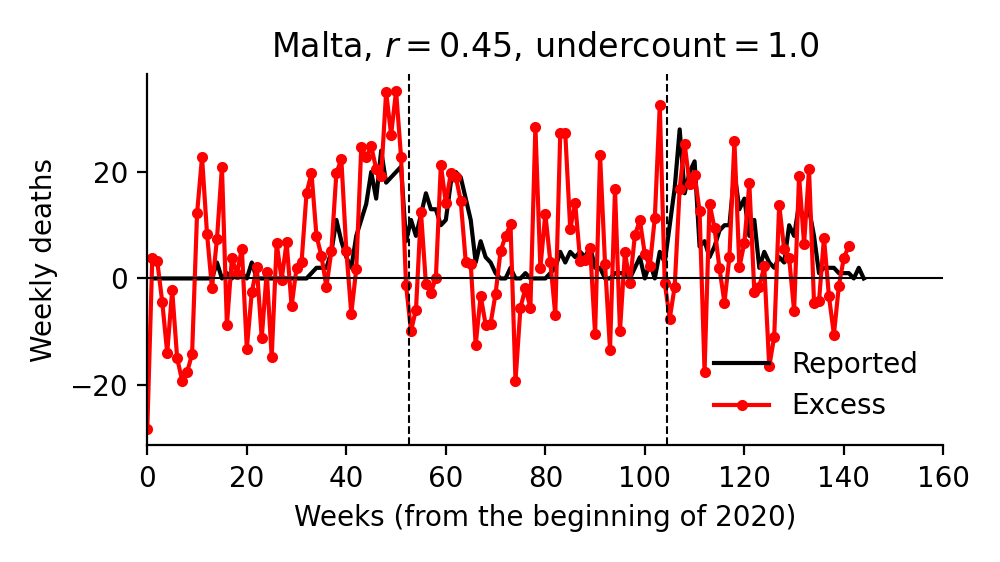 Malta, r = 0.45, undercount = 1.0
Weekly deaths
20
0
−20
Reported
Excess
0 20 40 60 80 100 120 140 160
Weeks (from the beginning of 2020)